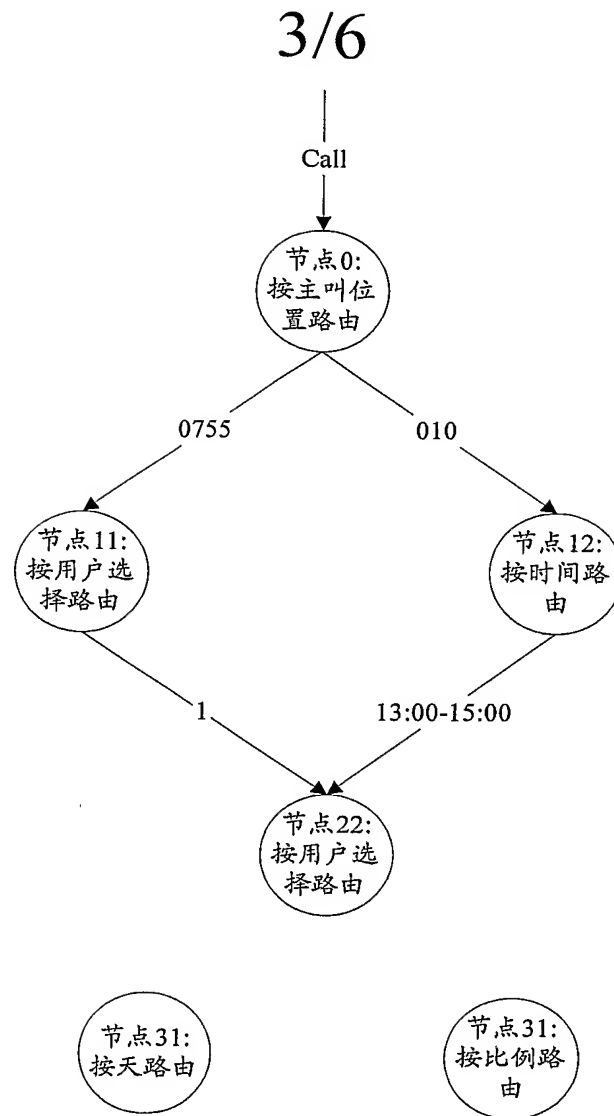 3/6
Call
节点0:
按主叫位
置路由
0755
010
节点11:
按用户选
择路由
节点12:
按时间路
由
1
13:00-15:00
节点22:
按用户选
择路由
节点31:
按天路由
节点31:
按比例路
由